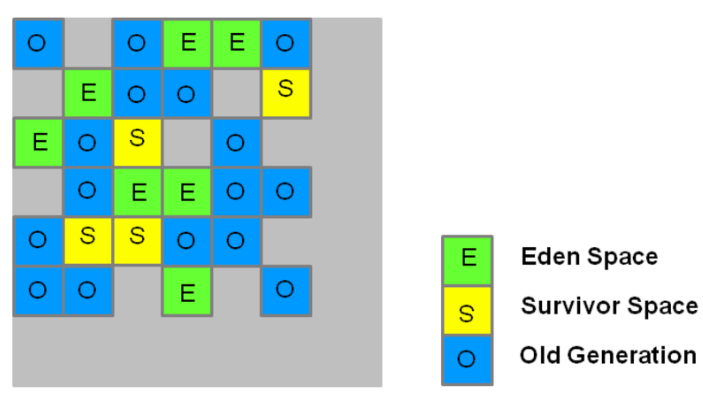 O O E E O
E O O S
E O S O
O E E O O
O S S O O
O O E O
E Eden Space
S Survivor Space
O Old Generation